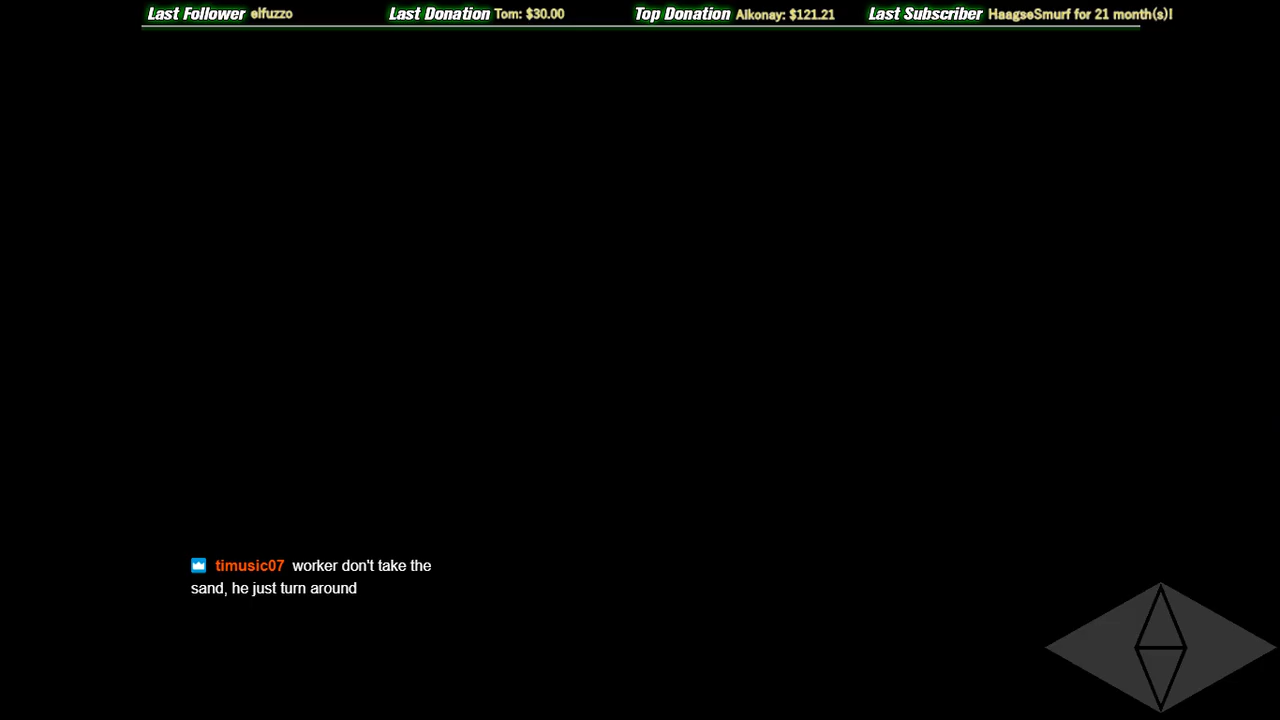 Last Follower elfuzzo Last Donation Tom: $30.00 Top Donation Alkonay: $121.21 Last Subscriber HaagseSmurf for 21 month(s)!
timusic07 worker don't take the
sand, he just turn around